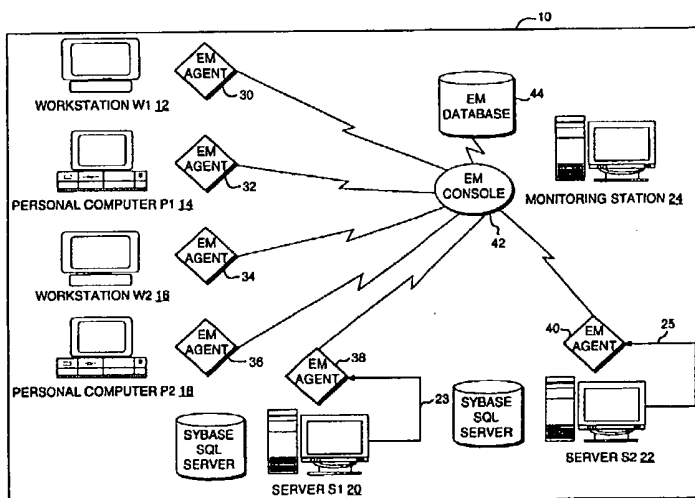 10
EM
AGENT
30
WORKSTATION W1 12
EM
DATABASE
44
EM
AGENT
32
PERSONAL COMPUTER P1 14
EM
CONSOLE
42
MONITORING STATION 24
EM
AGENT
34
WORKSTATION W2 16
EM
AGENT
36
PERSONAL COMPUTER P2 18
EM
AGENT
38
40
EM
AGENT
25
SYBASE
SQL
SERVER
23
SERVER S1 20
SYBASE
SQL
SERVER
SERVER S2 22